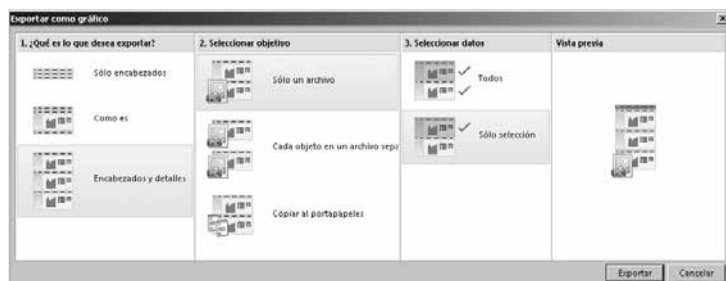 Exportar como gráfico
1. ¿Qué es lo que desea exportar?
Sólo encabezados
Como es
Encabezados y detalles
2. Seleccionar objetivo
Sólo un archivo
Cada objeto en un archivo sepa
Copiar al portapapeles
3. Seleccionar datos
Todos
Sólo selección
Vista previa
Exportar
Cancelar